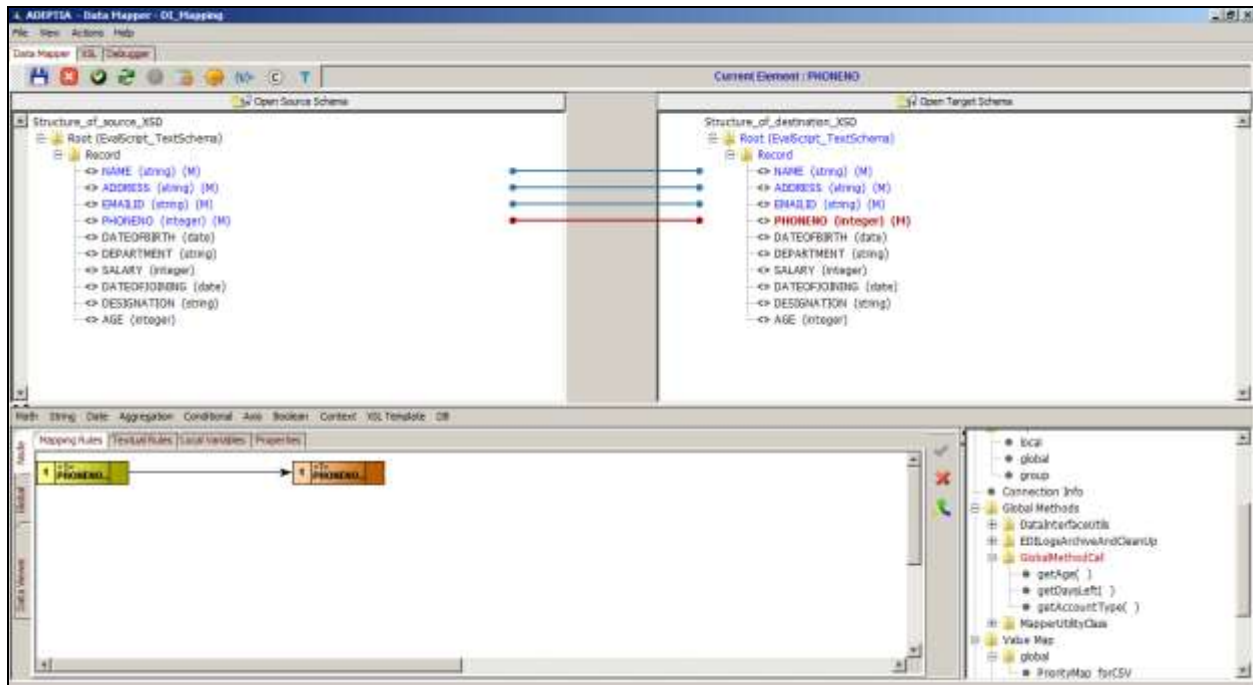 ADEPTIA - Data Mapper - DI_Mapping
File View Actions Help
Data Mapper XSL Debugger
Current Element : PHONENO
Open Source Schema
Open Target Schema
Structure_of_source_XSD
Root (EvalScript_TextSchema)
Record
<> NAME (string) (M)
<> ADDRESS (string) (M)
<> EMAILID (string) (M)
<> PHONENO (integer) (M)
<> DATEOFBIRTH (date)
<> DEPARTMENT (string)
<> SALARY (integer)
<> DATEOFJOINING (date)
<> DESIGNATION (string)
<> AGE (integer)
Structure_of_destination_XSD
Root (EvalScript_TextSchema)
Record
<> NAME (string) (M)
<> ADDRESS (string) (M)
<> EMAILID (string) (M)
<> PHONENO (integer) (M)
<> DATEOFBIRTH (date)
<> DEPARTMENT (string)
<> SALARY (integer)
<> DATEOFJOINING (date)
<> DESIGNATION (string)
<> AGE (integer)
Math String Date Aggregation Conditional Axis Boolean Context XSL Template DB
Node
Global
Data Viewer
Mapping Rules Textual Rules Local Variables Properties
PHONENO..
PHONENO..
local
global
group
Connection Info
Global Methods
DataInterfaceUtils
EDILogsArchiveAndCleanUp
GlobalMethodCall
getAge( )
getDaysLeft( )
getAccountType( )
MapperUtilityClass
Value Map
global
PriorityMap_forCSV